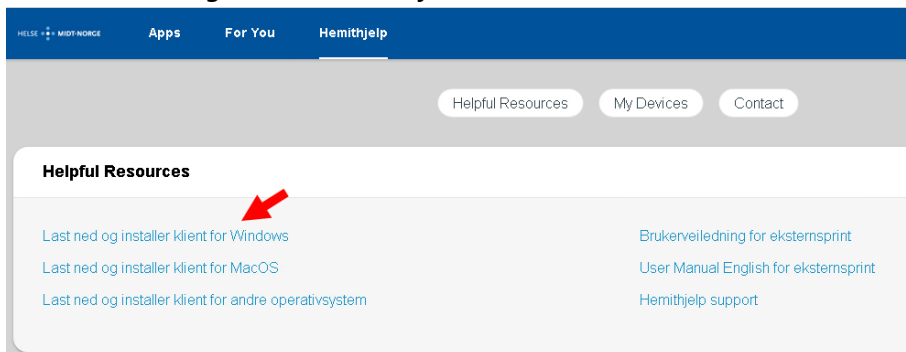 HELSE MIDT-NORGE
Apps
For You
Hemithjelp
Helpful Resources
My Devices
Contact
Helpful Resources
Last ned og installer klient for Windows
Last ned og installer klient for MacOS
Last ned og installer klient for andre operativsystem
Brukerveiledning for eksternsprint
User Manual English for eksternsprint
Hemithjelp support